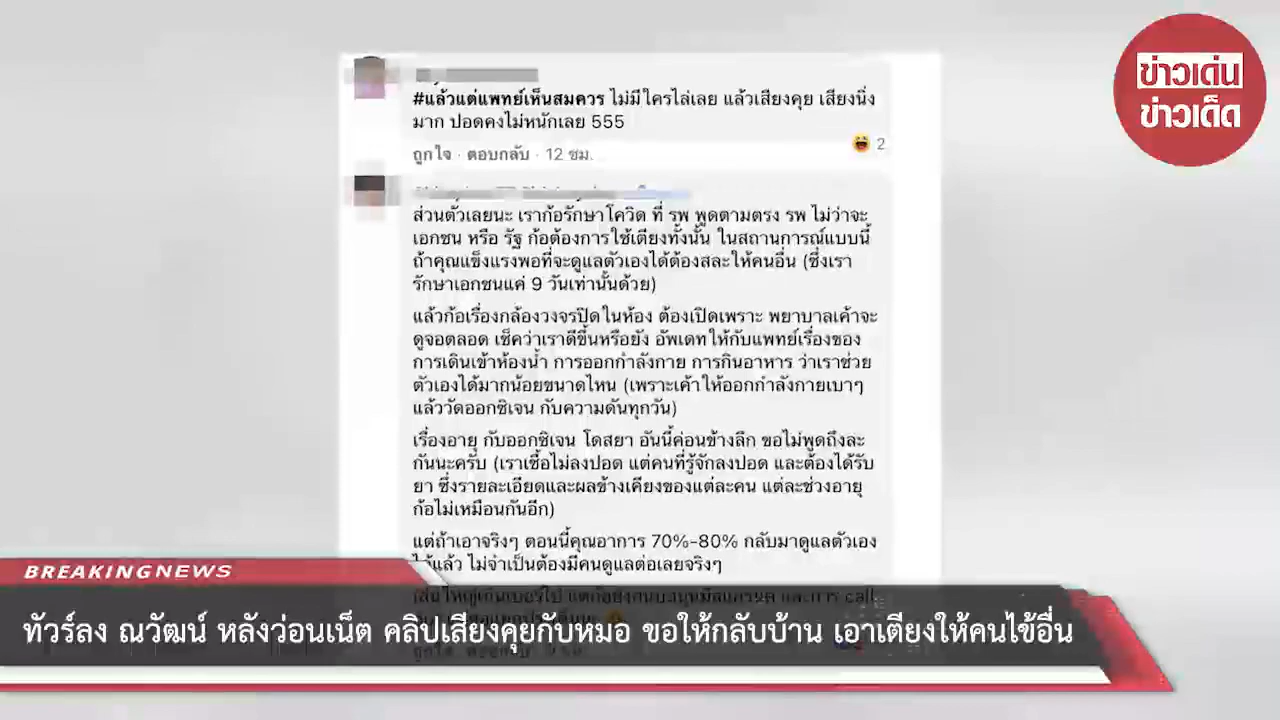 ข่าวเด่น
ข่าวเด็ด
#แล้วแต่แพทย์เห็นสมควร ไม่มีใครไล่เลย แล้วเสียงคุย เสียงนิ่ง
มาก ปอดคงไม่หนักเลย 555
ถูกใจ · ตอบกลับ · 12 ชม.
2
ส่วนตัวเลยนะ เราก้อรักษาโควิด ที่ รพ พูดตามตรง รพ ไม่ว่าจะ
เอกชน หรือ รัฐ ก้อต้องการใช้เตียงทั้งนั้น ในสถานการณ์แบบนี้
ถ้าคุณแข็งแรงพอที่จะดูแลตัวเองได้ต้องสละให้คนอื่น (ซึ่งเรา
รักษาเอกชนแค่ 9 วันเท่านั้นด้วย)
แล้วก้อเรื่องกล้องวงจรปิดในห้อง ต้องเปิดเพราะ พยาบาลเค้าจะ
ดูจอตลอด เช็คว่าเราดีขึ้นหรือยัง อัพเดทให้กับแพทย์เรื่องของ
การเดินเข้าห้องน้ำ การออกกำลังกาย การกินอาหาร ว่าเราช่วย
ตัวเองได้มากน้อยขนาดไหน (เพราะเค้าให้ออกกำลังกายเบาๆ
แล้ววัดออกซิเจน กับความดันทุกวัน)
เรื่องอายุ กับออกซิเจน โดสยา อันนี้ค่อนข้างลึก ขอไม่พูดถึงละ
กันนะครับ (เราเชื้อไม่ลงปอด แต่คนที่รู้จักลงปอด และต้องได้รับ
ยา ซึ่งรายละเอียดและผลข้างเคียงของแต่ละคน แต่ละช่วงอายุ
ก้อไม่เหมือนกันอีก)
แต่ถ้าเอาจริงๆ ตอนนี้คุณอาการ 70%-80% กลับมาดูแลตัวเอง
ได้แล้ว ไม่จำเป็นต้องมีคนดูแลต่อเลยจริงๆ
BREAKING NEWS
ทัวร์ลง ณวัฒน์ หลังว่อนเน็ต คลิปเสียงคุยกับหมอ ขอให้กลับบ้าน เอาเตียงให้คนไข้อื่น